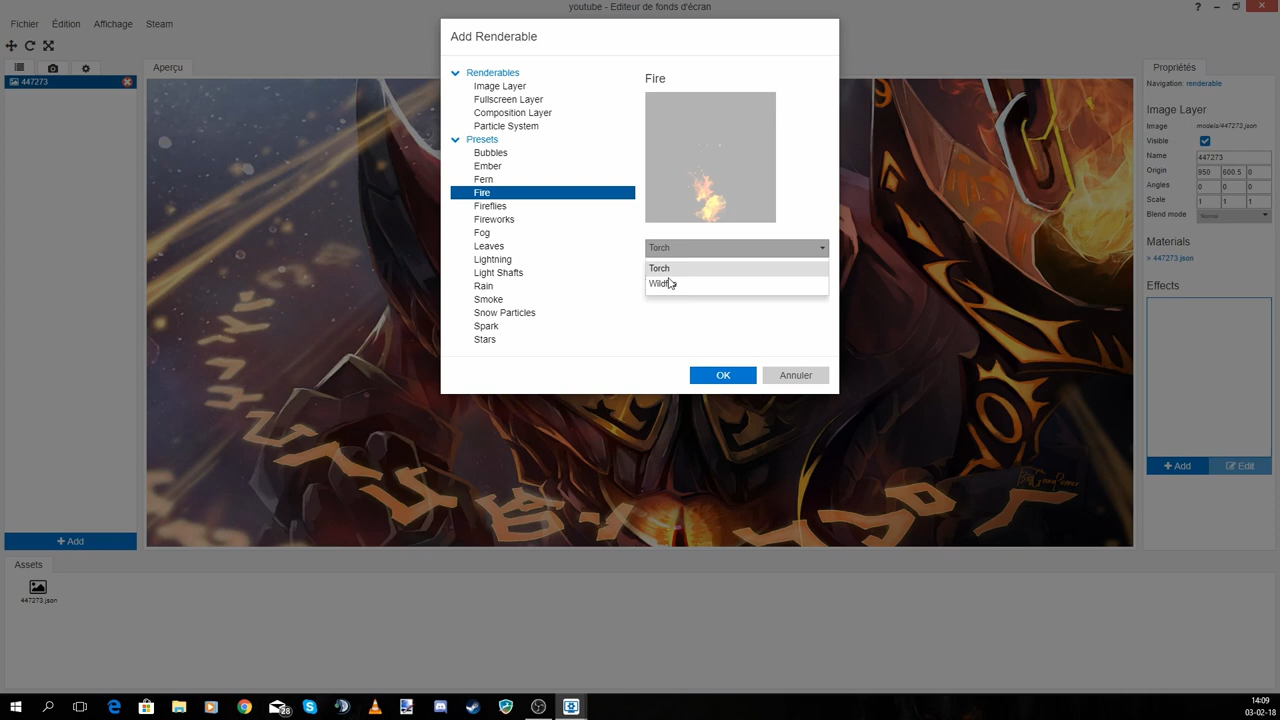 youtube - Editeur de fonds d'écran
Fichier Édition Affichage Steam
447273
Aperçu
Add Renderable
Renderables
Image Layer
Fullscreen Layer
Composition Layer
Particle System
Presets
Bubbles
Ember
Fern
Fire
Fireflies
Fireworks
Fog
Leaves
Lightning
Light Shafts
Rain
Smoke
Snow Particles
Spark
Stars
Fire
Torch
Torch
OK Annuler
Propriétés
Navigation: renderable
Image Layer
Image models/447273.json
Visible
Name 447273
Origin 950 600.5 0
Angles 0 0 0
Scale 1 1 1
Blend mode Normal
Materials
» 447273.json
Effects
Add Edit
Add
Assets
447273.json
28
14:09
03-02-18